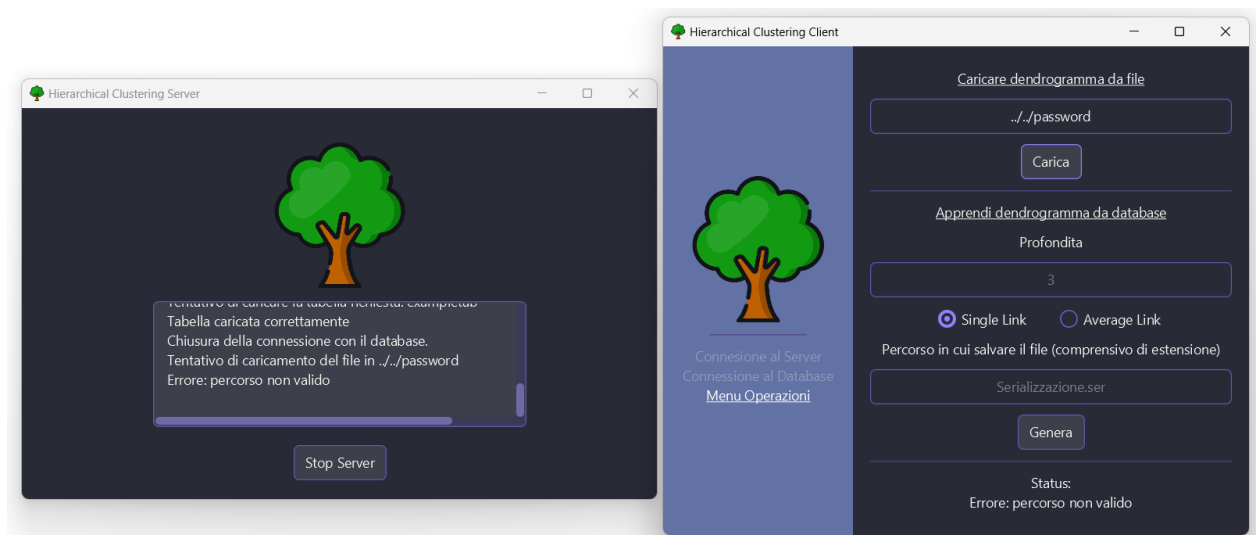 Hierarchical Clustering Server
Tentativo di caricare la tabella richiesta: exampletab
Tabella caricata correttamente
Chiusura della connessione con il database.
Tentativo di caricamento del file in ../../password
Errore: percorso non valido
Stop Server
Hierarchical Clustering Client
Connesione al Server
Connessione al Database
Menu Operazioni
Caricare dendrogramma da file
../../password
Carica
Apprendi dendrogramma da database
Profondita
3
Single Link Average Link
Percorso in cui salvare il file (comprensivo di estensione)
Serializzazione.ser
Genera
Status:
Errore: percorso non valido